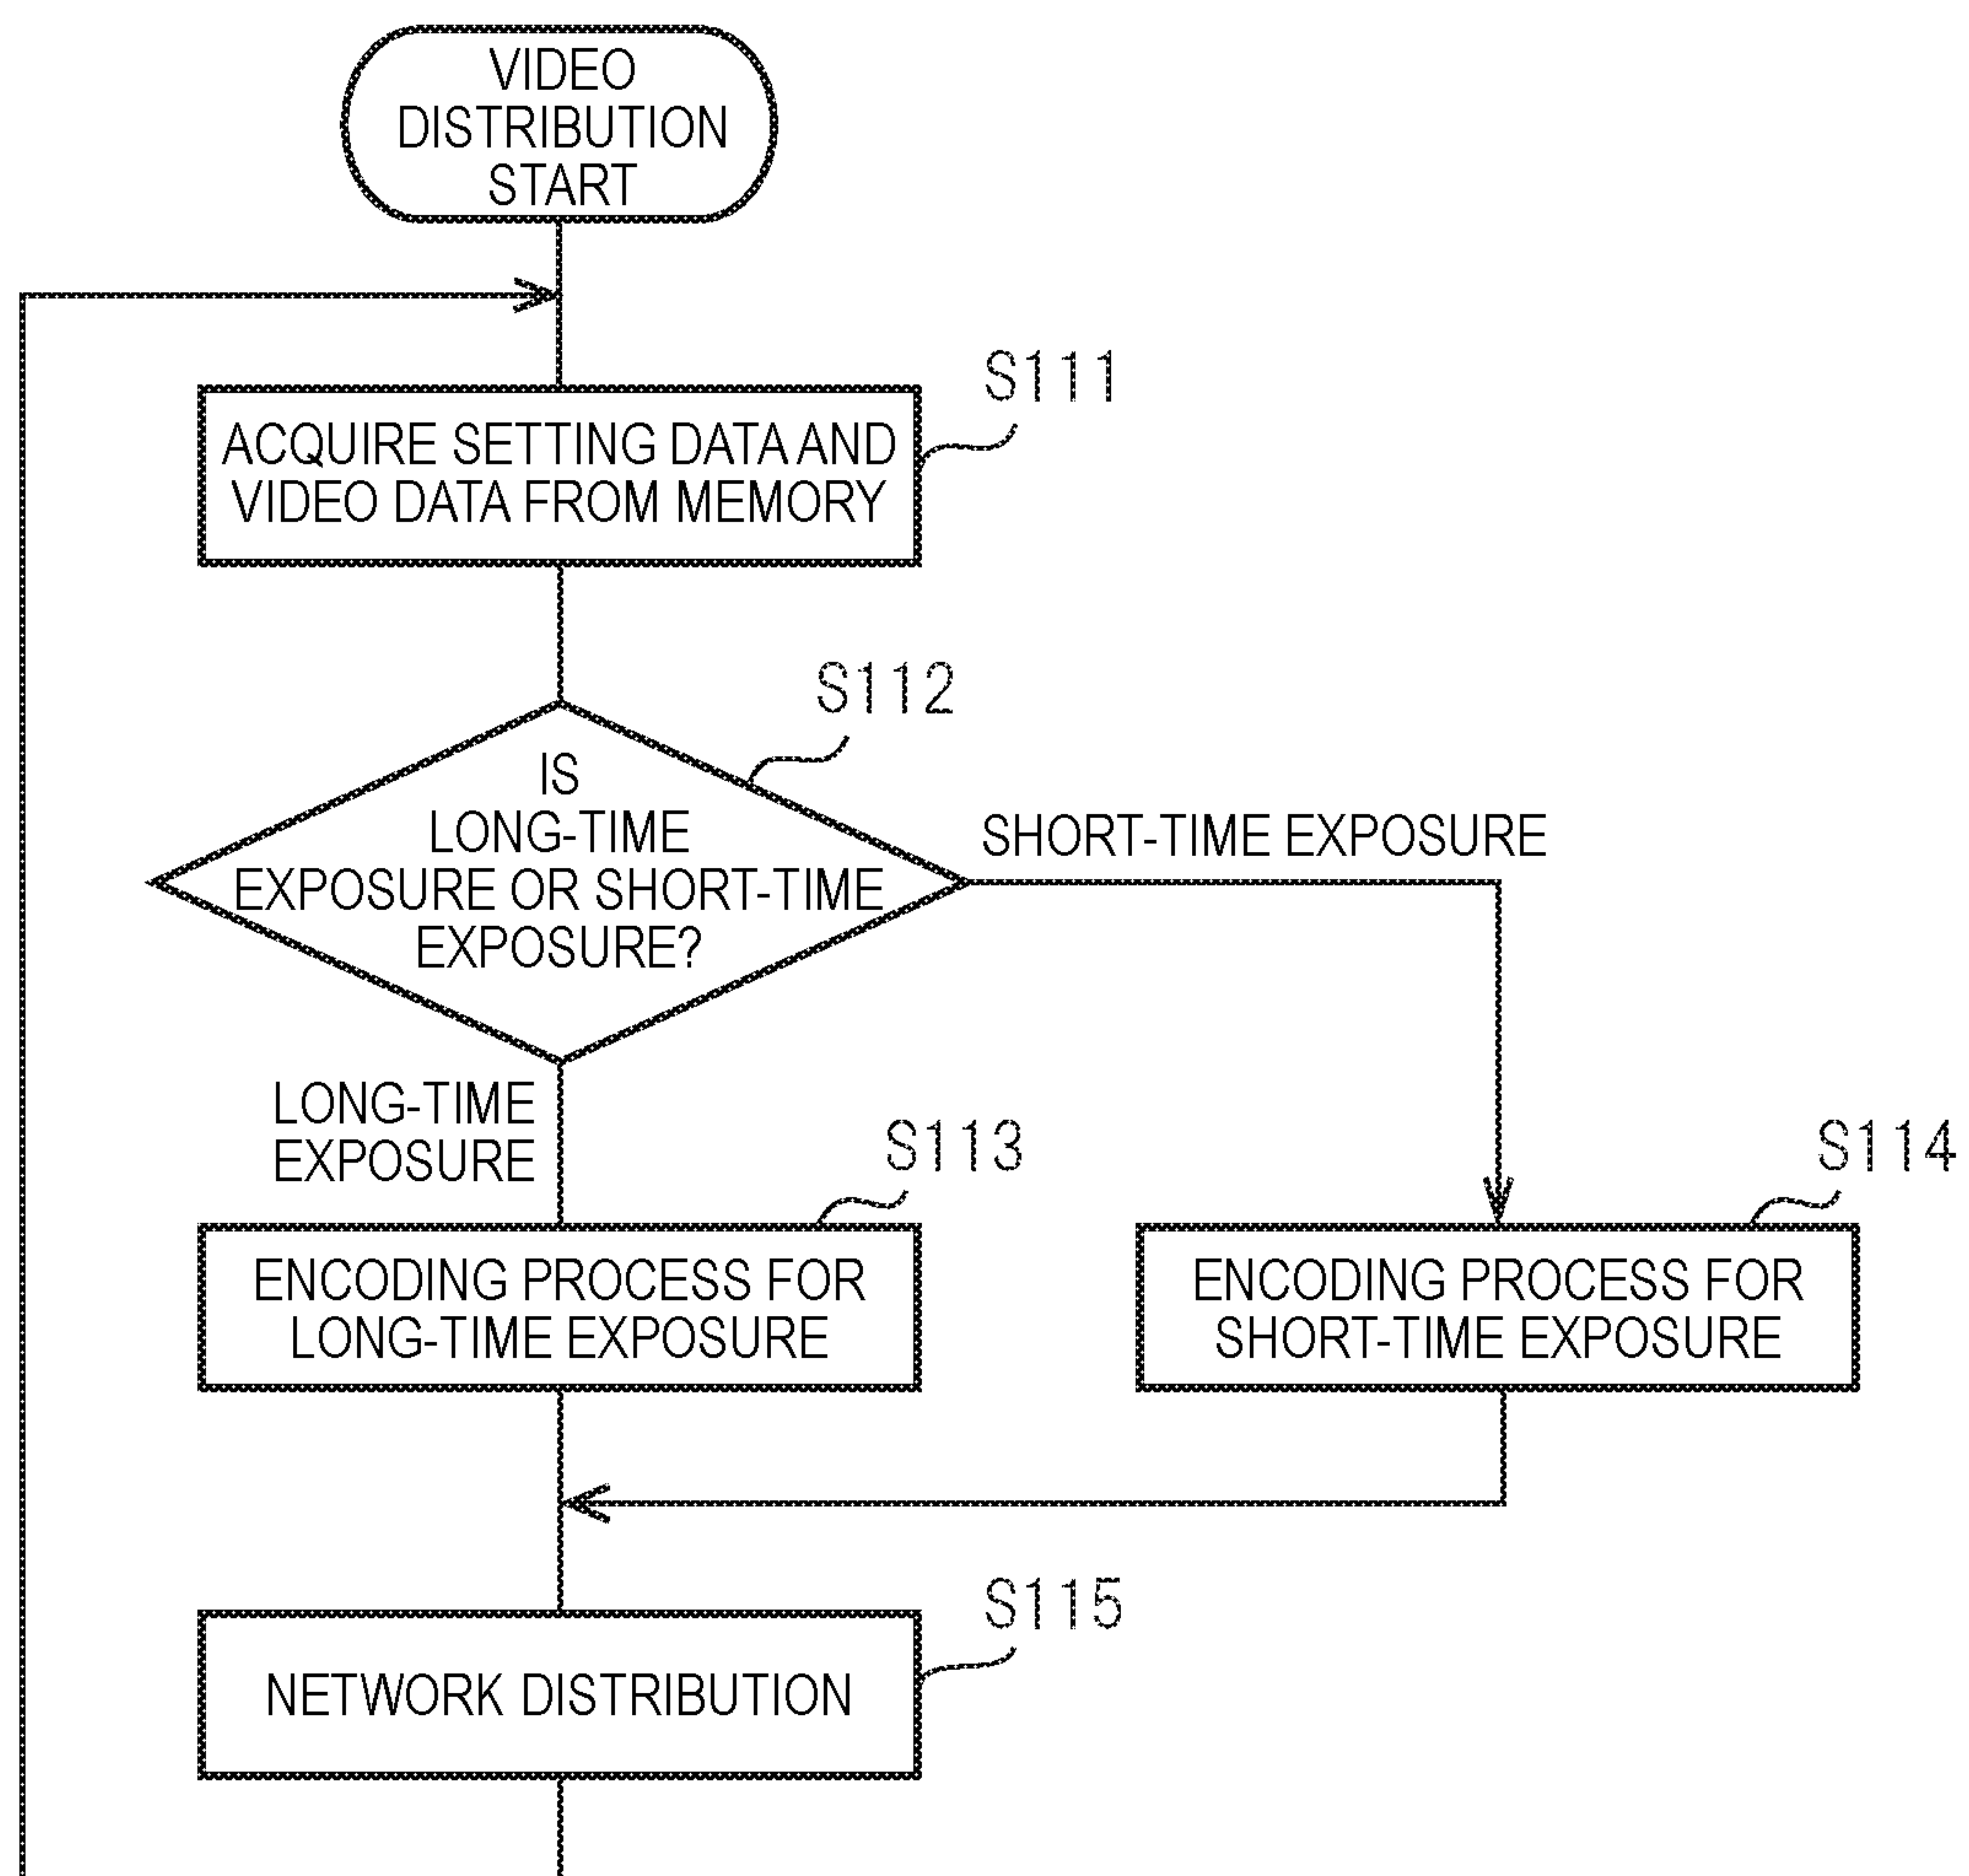 VIDEO
DISTRIBUTION
START
S111
ACQUIRE SETTING DATA AND
VIDEO DATA FROM MEMORY
S112
IS
LONG-TIME
EXPOSURE OR SHORT-TIME
EXPOSURE?
SHORT-TIME EXPOSURE
LONG-TIME
EXPOSURE
S113
ENCODING PROCESS FOR
LONG-TIME EXPOSURE
S114
ENCODING PROCESS FOR
SHORT-TIME EXPOSURE
S115
NETWORK DISTRIBUTION